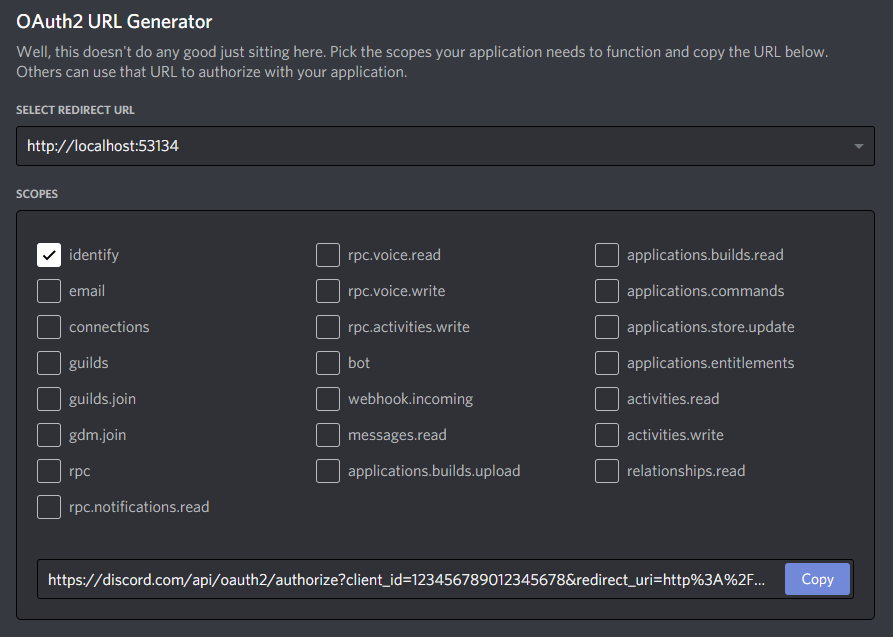 OAuth2 URL Generator
Well, this doesn't do any good just sitting here. Pick the scopes your application needs to function and copy the URL below.
Others can use that URL to authorize with your application.
SELECT REDIRECT URL
http://localhost:53134
SCOPES
identify
email
connections
guilds
guilds.join
gdm.join
rpc
rpc.notifications.read
rpc.voice.read
rpc.voice.write
rpc.activities.write
bot
webhook.incoming
messages.read
applications.builds.upload
applications.builds.read
applications.commands
applications.store.update
applications.entitlements
activities.read
activities.write
relationships.read
https://discord.com/api/oauth2/authorize?client_id=123456789012345678&redirect_uri=http%3A%2F...
Copy